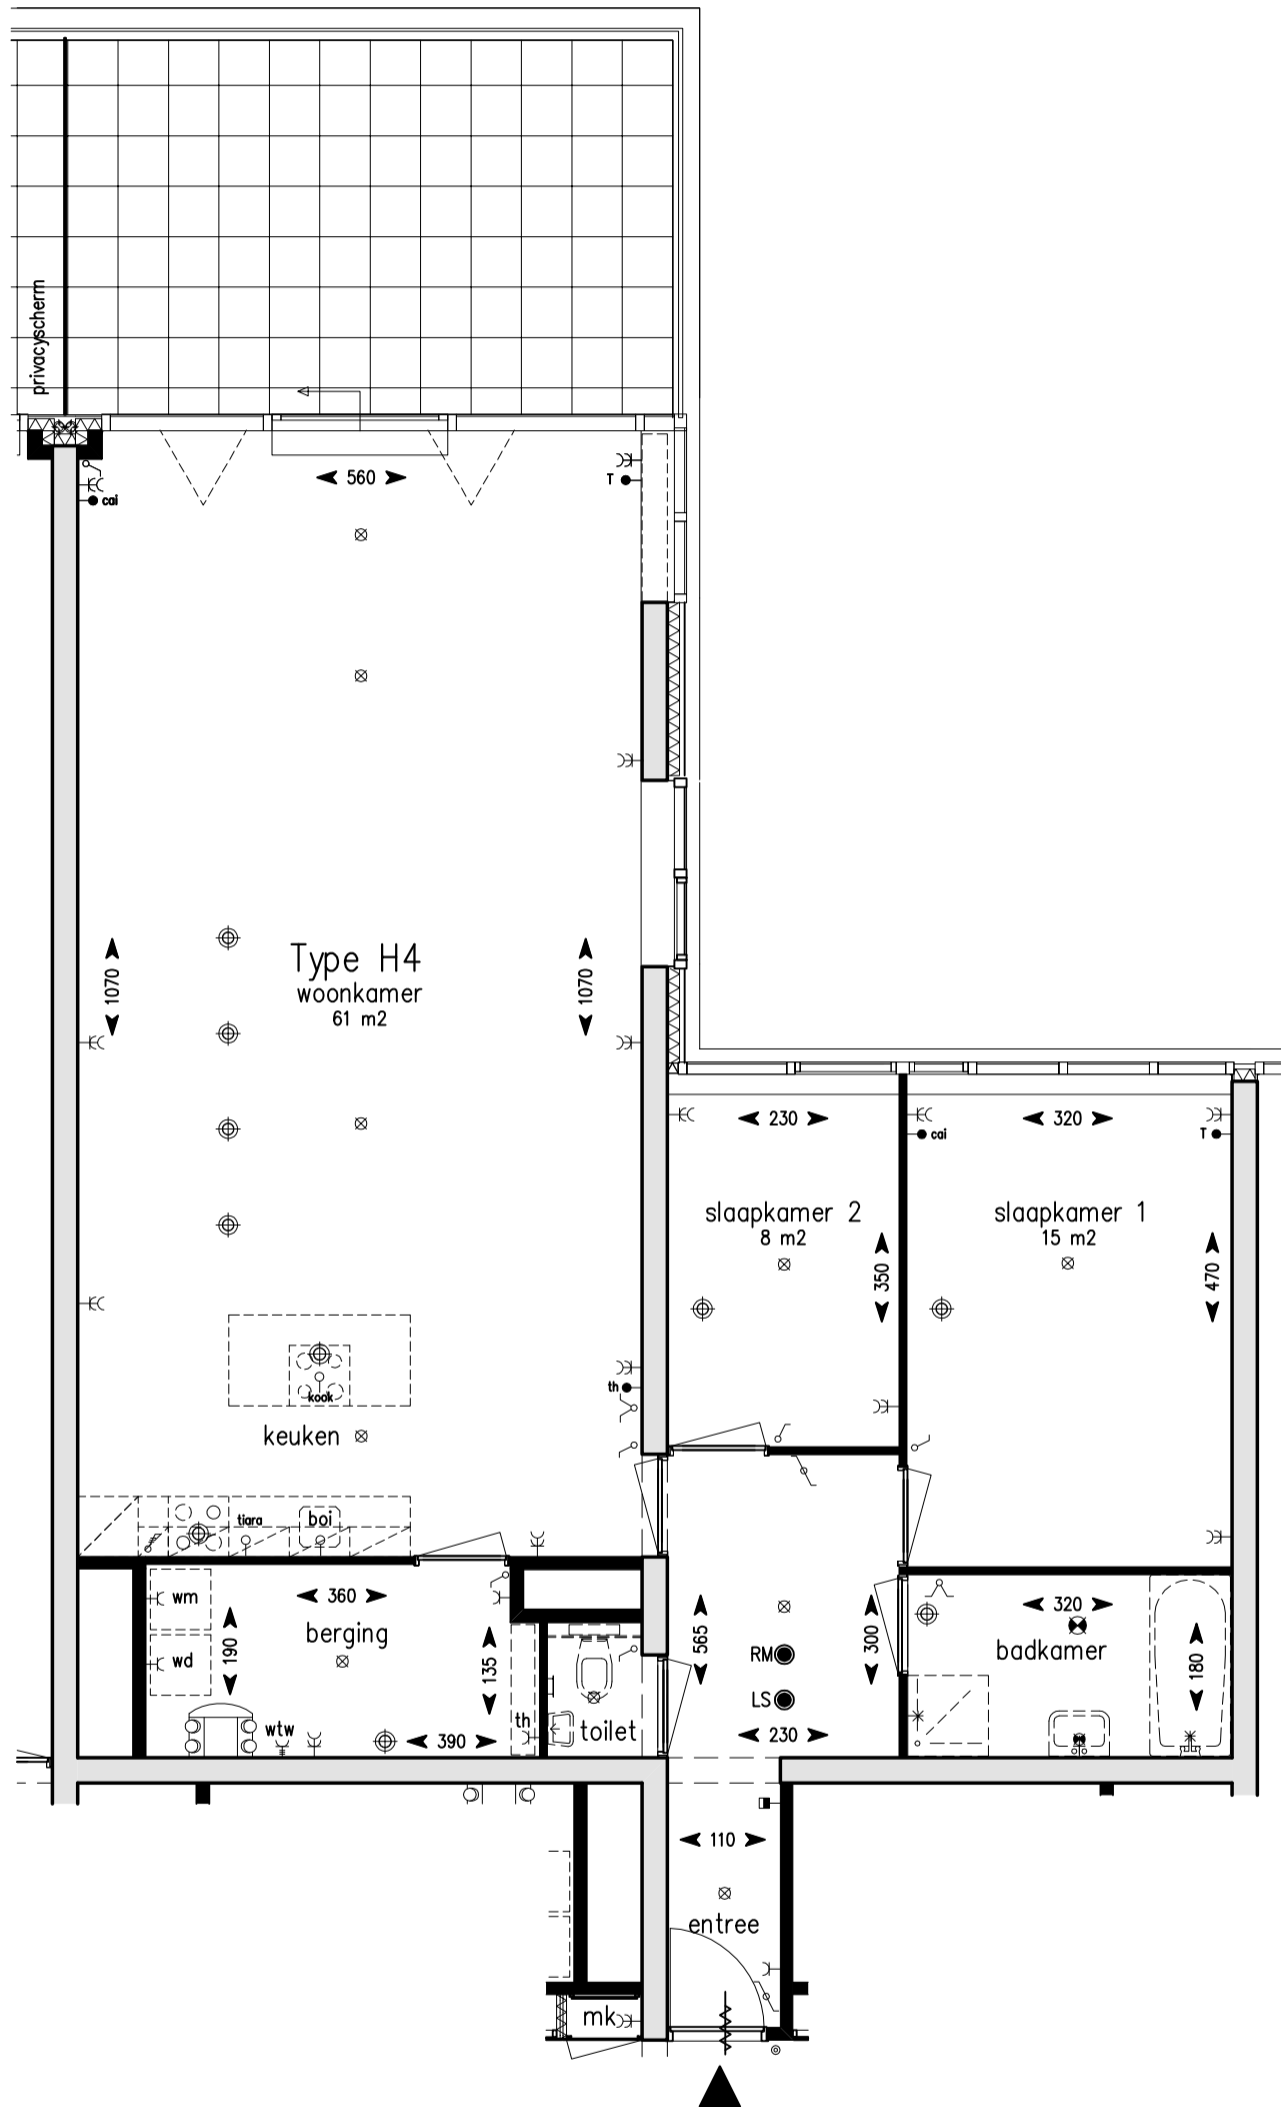 privacyscherm
560
cai
T
Type H4
woonkamer
61 m2
1070
1070
230
320
cai
T
slaapkamer 2
8 m2
slaapkamer 1
15 m2
350
470
th
kook
keuken
tiara
boi
wm
360
berging
wd
190
135
wtw
390
th
toilet
565
RM
LS
300
230
320
badkamer
180
110
entree
mk